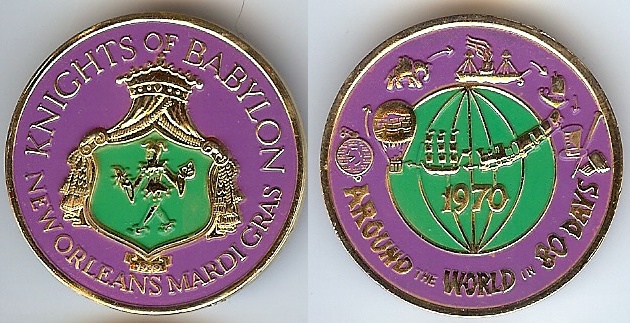 KNIGHTS OF BABYLON
NEW ORLEANS MARDI GRAS
1970
AROUND THE WORLD IN 80 DAYS